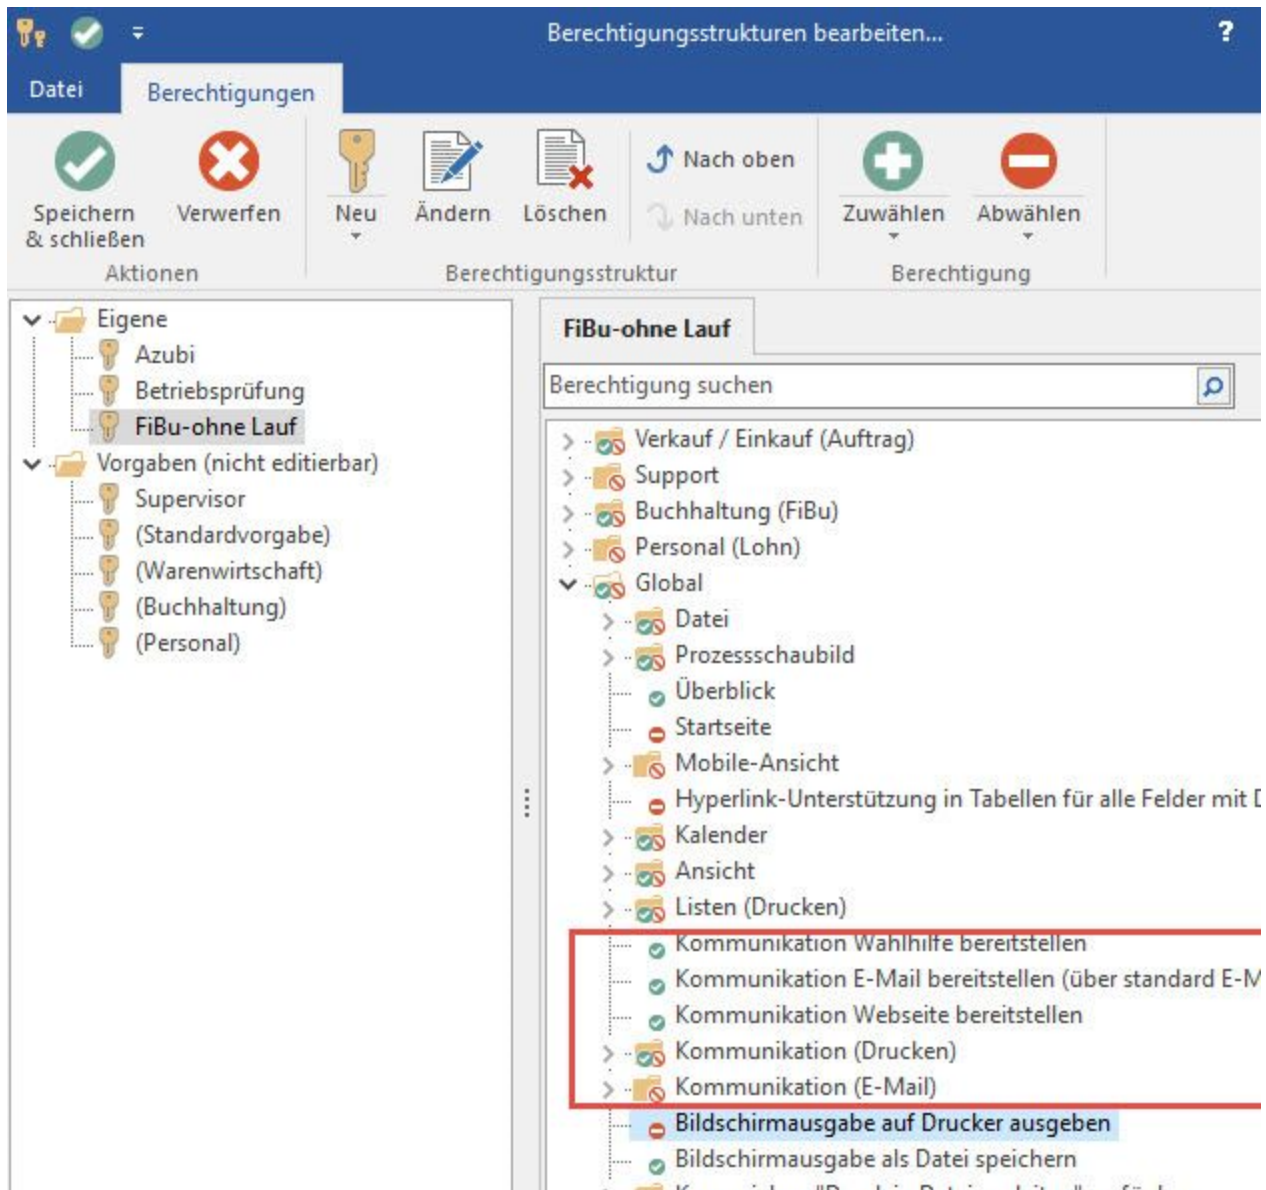 Berechtigungsstrukturen bearbeiten...
?
Datei
Berechtigungen
Speichern & schließen
Verwerfen
Neu
Ändern
Löschen
Nach oben
Nach unten
Zuwählen
Abwählen
Aktionen
Berechtigungsstruktur
Berechtigung
Eigene
Azubi
Betriebsprüfung
FiBu-ohne Lauf
Vorgaben (nicht editierbar)
Supervisor
(Standardvorgabe)
(Warenwirtschaft)
(Buchhaltung)
(Personal)
FiBu-ohne Lauf
Berechtigung suchen
Verkauf / Einkauf (Auftrag)
Support
Buchhaltung (FiBu)
Personal (Lohn)
Global
Datei
Prozessschaubild
Überblick
Startseite
Mobile-Ansicht
Hyperlink-Unterstützung in Tabellen für alle Felder mit
Kalender
Ansicht
Listen (Drucken)
Kommunikation Wahlhilfe bereitstellen
Kommunikation E-Mail bereitstellen (über standard E-M
Kommunikation Webseite bereitstellen
Kommunikation (Drucken)
Kommunikation (E-Mail)
Bildschirmausgabe auf Drucker ausgeben
Bildschirmausgabe als Datei speichern